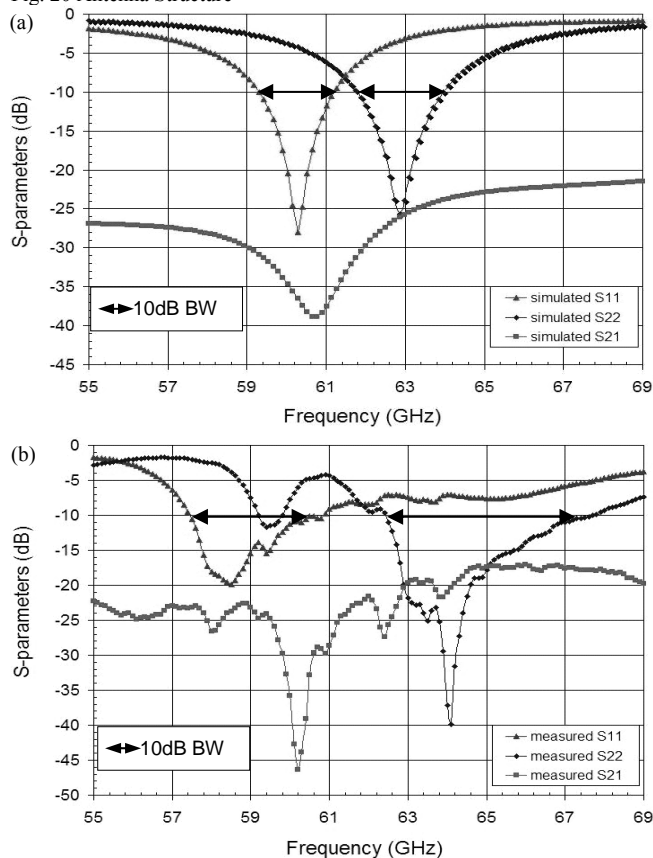 Fig. 20 Antenna Structure
(a)
0
-5
-10
-15
-20
-25
-30
-35
-40
-45
S-parameters (dB)
10dB BW
simulated S11
simulated S22
simulated S21
55 57 59 61 63 65 67 69
Frequency (GHz)
(b)
0
-5
-10
-15
-20
-25
-30
-35
-40
-45
-50
S-parameters (dB)
10dB BW
measured S11
measured S22
measured S21
55 57 59 61 63 65 67 69
Frequency (GHz)